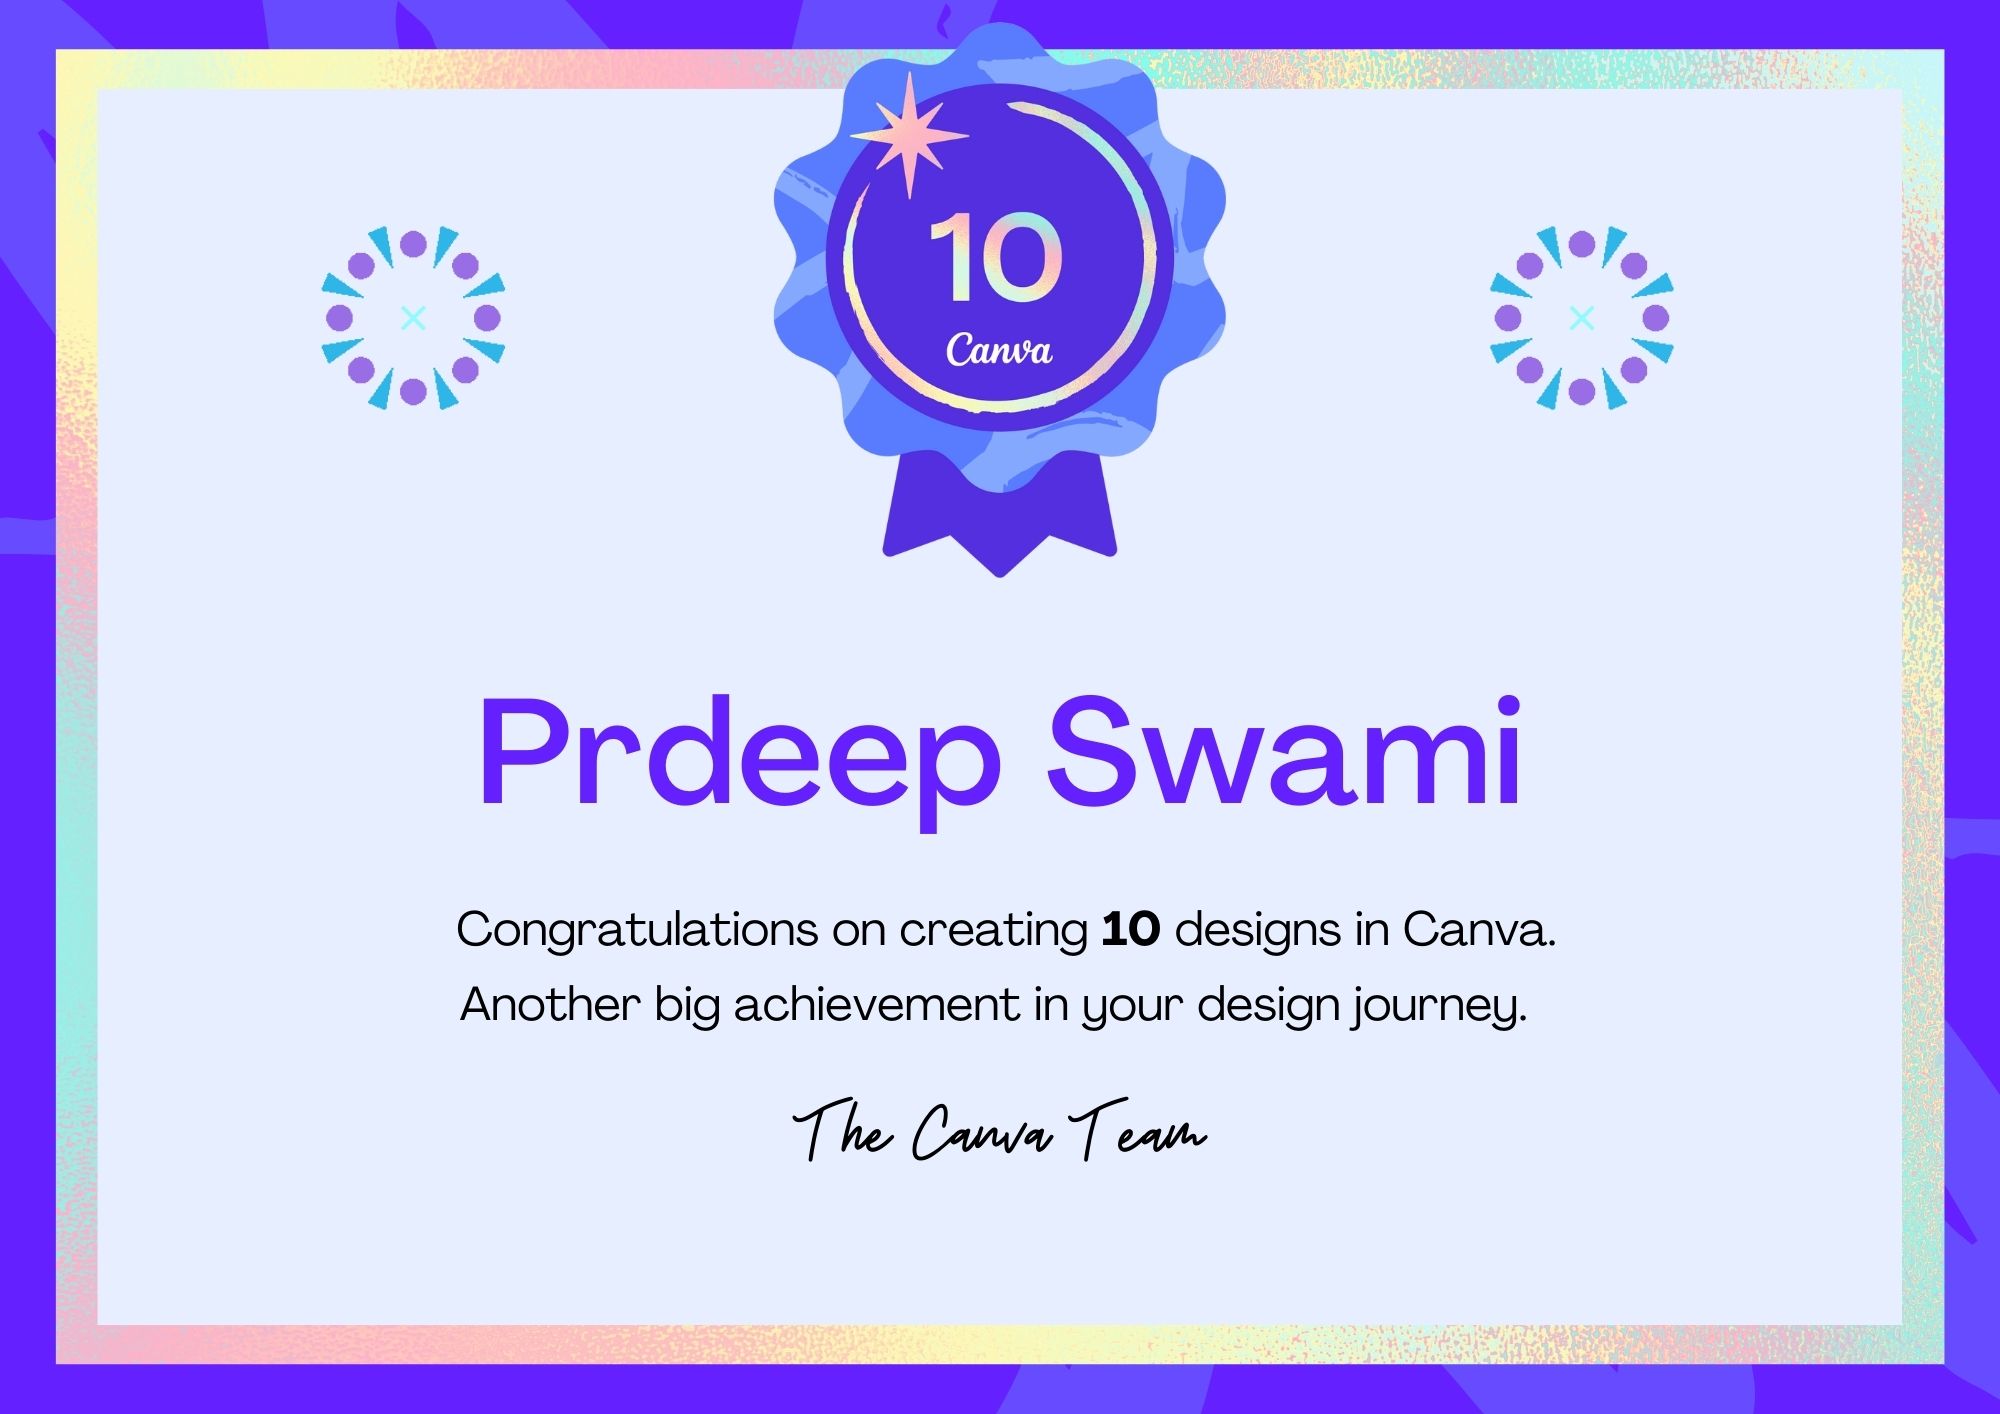 10
Canva
Prdeep Swami
Congratulations on creating 10 designs in Canva.
Another big achievement in your design journey.
The Canva Team